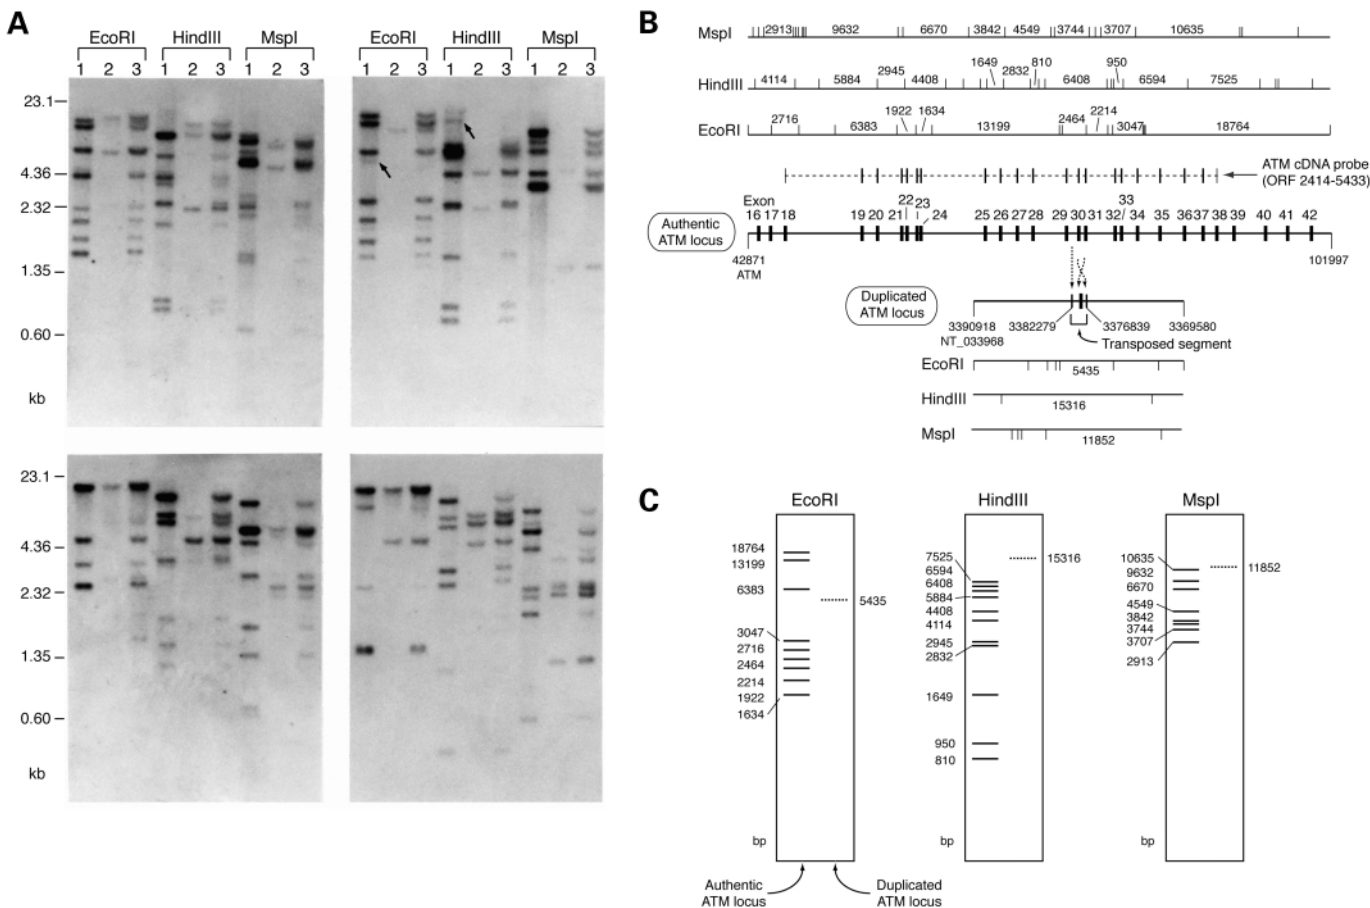 A
EcoRI HindIII MspI
1 2 3 1 2 3 1 2 3
EcoRI HindIII MspI
1 2 3 1 2 3 1 2 3
23.1
4.36
2.32
1.35
0.60
kb
23.1
4.36
2.32
1.35
0.60
kb
B
MspI 2913 9632 6670 3842 4549 3744 3707 10635
HindIII 4114 5884 2945 4408 1649 2832 810 6408 950 6594 7525
EcoRI 2716 6383 1922 1634 13199 2464 2214 3047 18764
ATM cDNA probe
(ORF 2414-5433)
Exon
16 17 18 19 20 21 22 23 24 25 26 27 28 29 30 31 32 33 34 35 36 37 38 39 40 41 42
Authentic
ATM locus
42871
ATM
101997
Duplicated
ATM locus
3390918 3382279 3376839 3369580
NT_033968
Transposed segment
EcoRI 5435
HindIII 15316
MspI 11852
C
EcoRI
18764
13199
6383
5435
3047
2716
2464
2214
1922
1634
bp
Authentic
ATM locus
Duplicated
ATM locus
HindIII
7525
15316
6594
6408
5884
4408
4114
2945
2832
1649
950
810
bp
MspI
10635
11852
9632
6670
4549
3842
3744
3707
2913
bp